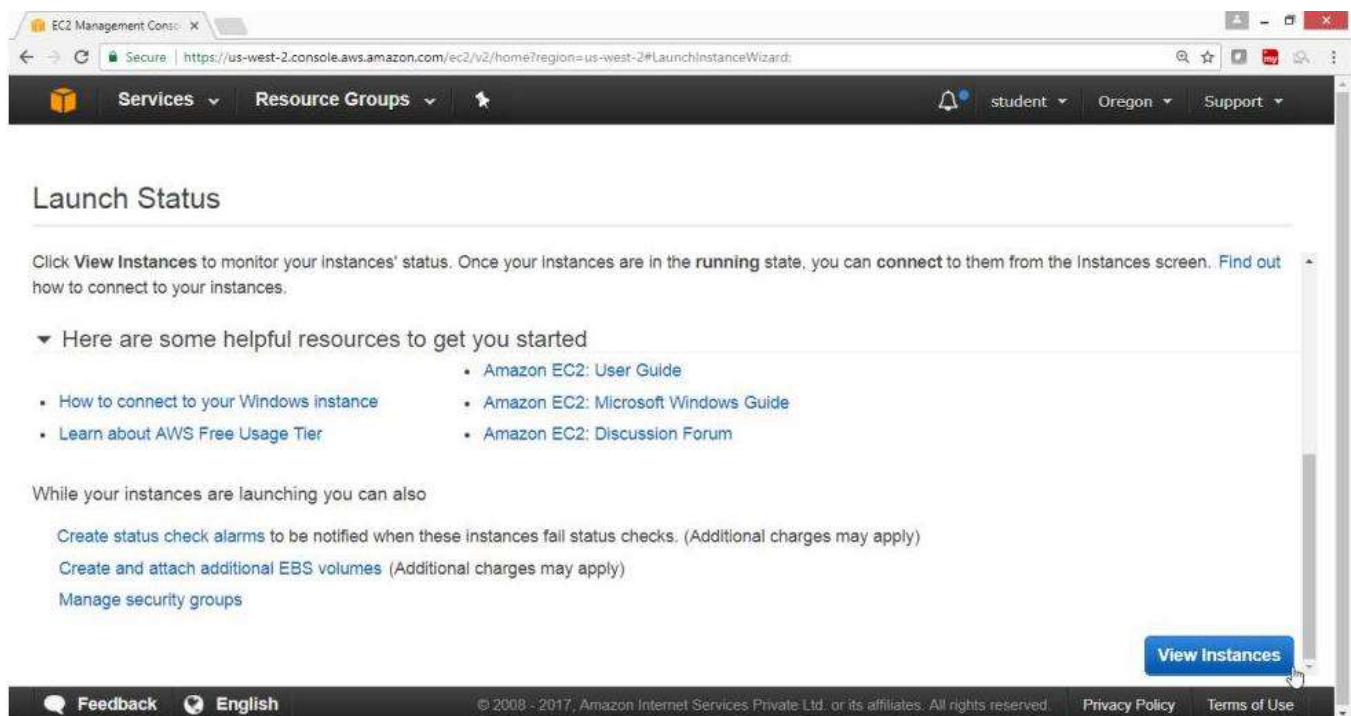 EC2 Management Conso
Secure | https://us-west-2.console.aws.amazon.com/ec2/v2/home?region=us-west-2#LaunchInstanceWizard:
my
Services Resource Groups student Oregon Support
Launch Status
Click View Instances to monitor your instances' status. Once your instances are in the running state, you can connect to them from the Instances screen. Find out
how to connect to your instances.
Here are some helpful resources to get you started
• Amazon EC2: User Guide
• How to connect to your Windows instance • Amazon EC2: Microsoft Windows Guide
• Learn about AWS Free Usage Tier • Amazon EC2: Discussion Forum
While your instances are launching you can also
Create status check alarms to be notified when these instances fail status checks. (Additional charges may apply)
Create and attach additional EBS volumes (Additional charges may apply)
Manage security groups
View Instances
Feedback English © 2008 - 2017, Amazon Internet Services Private Ltd. or its affiliates. All rights reserved. Privacy Policy Terms of Use